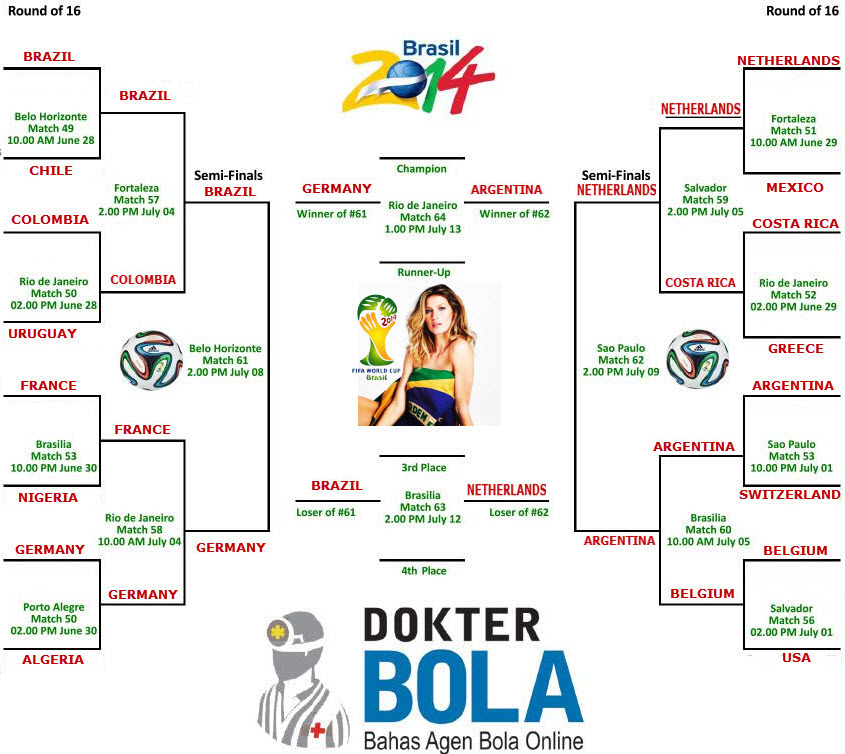 Round of 16
BRAZIL
Belo Horizonte
Match 49
10.00 AM June 28
CHILE
BRAZIL
Fortaleza
Match 57
2.00 PM July 04
COLOMBIA
Rio de Janeiro
Match 50
02.00 PM June 28
URUGUAY
COLOMBIA
Semi-Finals
BRAZIL
Belo Horizonte
Match 61
2.00 PM July 08
FRANCE
Brasilia
Match 53
10.00 PM June 30
NIGERIA
FRANCE
Rio de Janeiro
Match 58
10.00 AM July 04
GERMANY
GERMANY
Porto Alegre
Match 50
02.00 PM June 30
ALGERIA
GERMANY
Brasil
2014
Champion
GERMANY
Winner of #61
Rio de Janeiro
Match 64
1.00 PM July 13
ARGENTINA
Winner of #62
Runner-Up
2014
FIFA WORLD CUP
Brasil
3rd Place
BRAZIL
Loser of #61
Brasilia
Match 63
2.00 PM July 12
NETHERLANDS
Loser of #62
4th Place
Round of 16
NETHERLANDS
Fortaleza
Match 51
10.00 AM June 29
MEXICO
NETHERLANDS
Salvador
Match 59
2.00 PM July 05
Semi-Finals
NETHERLANDS
COSTA RICA
Rio de Janeiro
Match 52
02.00 PM June 29
GREECE
COSTA RICA
Sao Paulo
Match 62
2.00 PM July 09
ARGENTINA
Sao Paulo
Match 53
10.00 PM July 01
SWITZERLAND
ARGENTINA
Brasilia
Match 60
10.00 AM July 05
ARGENTINA
BELGIUM
BELGIUM
Salvador
Match 56
02.00 PM July 01
USA
DOKTER
BOLA
Bahas Agen Bola Online